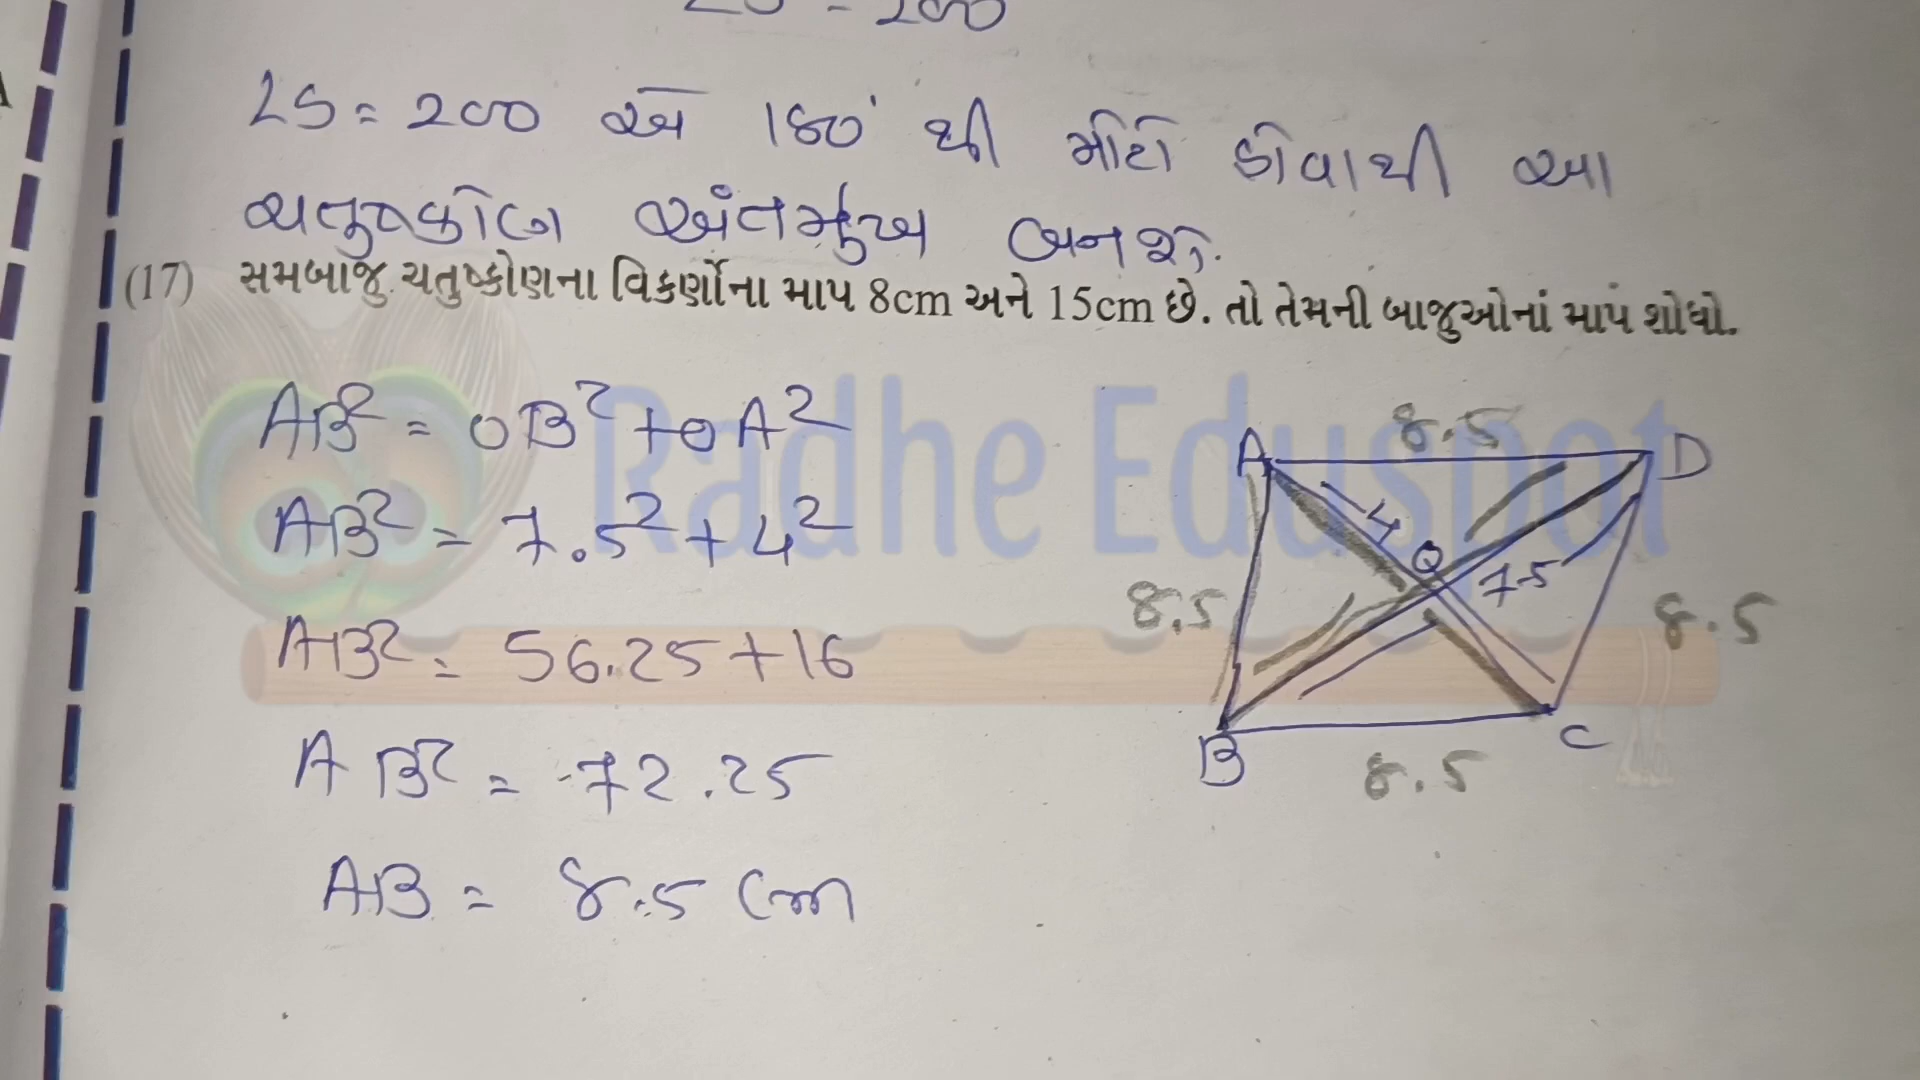 ∠S = 200
∠S = 200 એ 180° થી મોટો હોવાથી આ
ચતુષ્કોણ અંતર્મુખ બનશે.
(17) સમબાજુ ચતુષ્કોણના વિકર્ણોના માપ 8cm અને 15cm છે. તો તેમની બાજુઓનાં માપ શોધો.
AB² = OB² + OA²
AB² = 7.5² + 4²
AB² = 56.25 + 16
AB² = 72.25
AB = 8.5 cm
Radhe Eduspot
8.5
A D
4
O
7.5
8.5 8.5
B C
8.5